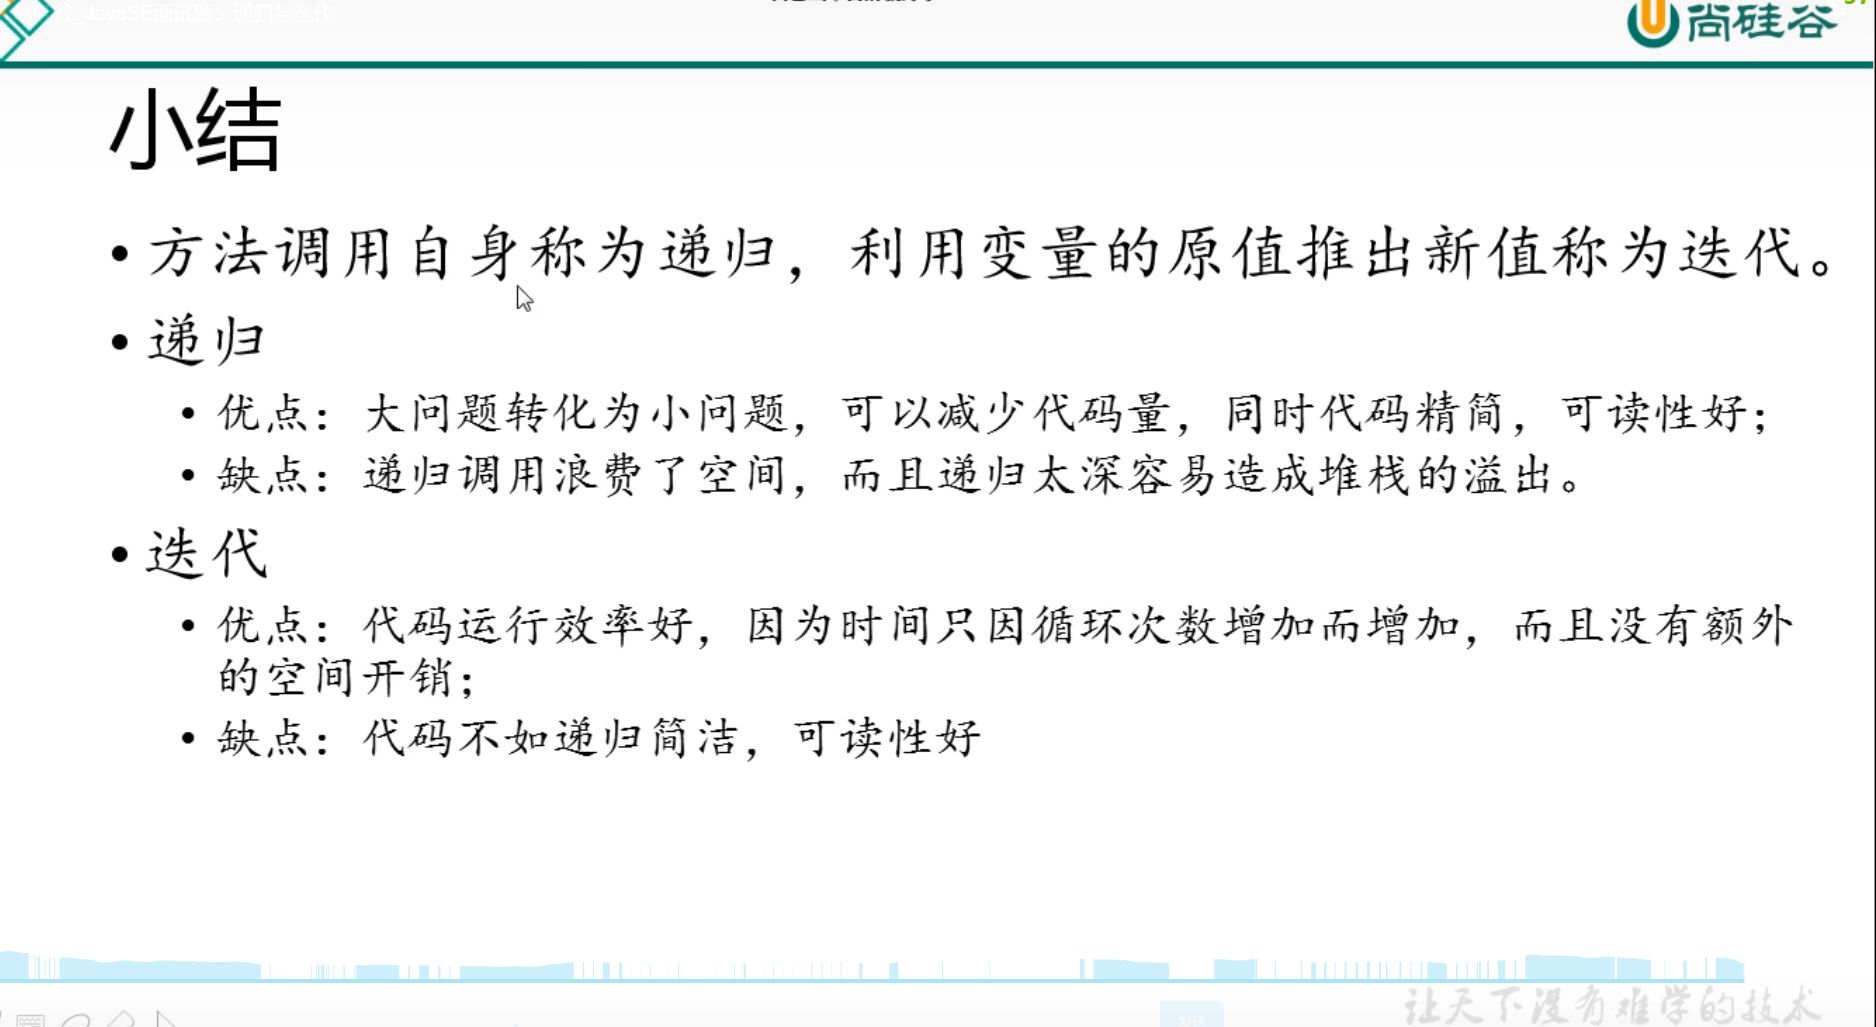 谷_JavaSE面试题：递归与迭代
尚硅谷
小结
• 方法调用自身称为递归，利用变量的原值推出新值称为迭代。
• 递归
• 优点：大问题转化为小问题，可以减少代码量，同时代码精简，可读性好；
• 缺点：递归调用浪费了空间，而且递归太深容易造成堆栈的溢出。
• 迭代
• 优点：代码运行效率好，因为时间只因循环次数增加而增加，而且没有额外
的空间开销；
• 缺点：代码不如递归简洁，可读性好
让天下没有难学的技术
发送